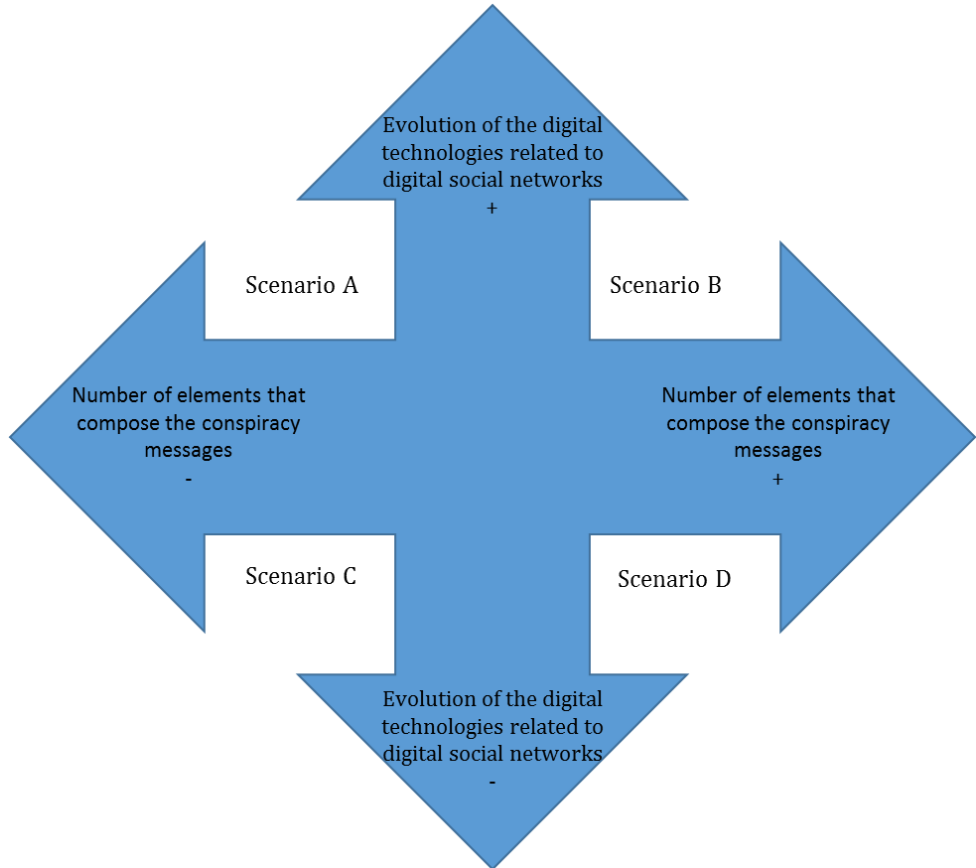 Evolution of the digital
technologies related to
digital social networks
+
Scenario A
Scenario B
Number of elements that
compose the conspiracy
messages
-
Number of elements that
compose the conspiracy
messages
+
Scenario C
Scenario D
Evolution of the digital
technologies related to
digital social networks
-